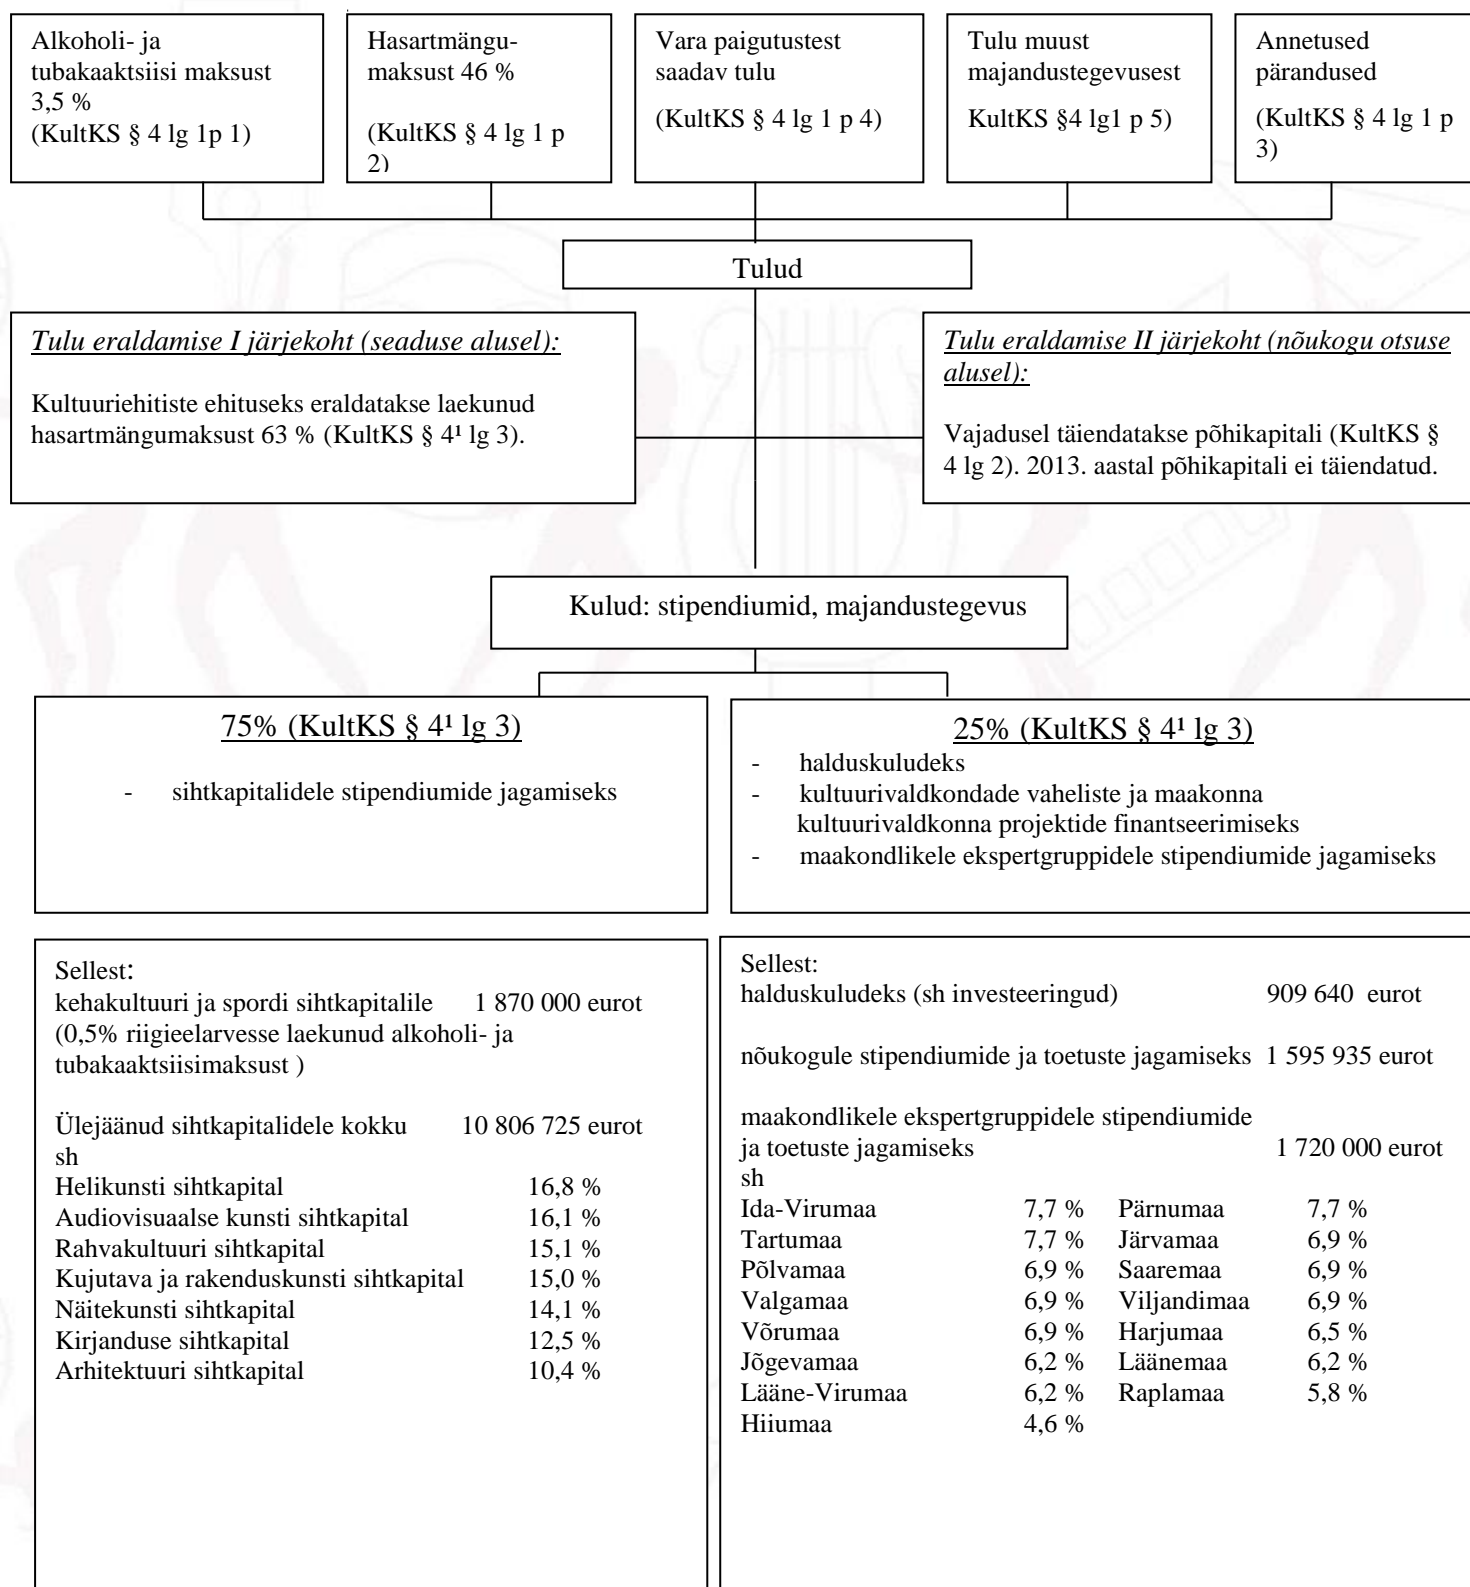 Alkoholi- ja
tubakaaktsiisi maksust
3,5 %
(KultKS § 4 lg 1p 1)
Hasartmängu-
maksust 46 %
(KultKS § 4 lg 1 p
2)
Vara paigutustest
saadav tulu
(KultKS § 4 lg 1 p 4)
Tulu muust
majandustegevusest
KultKS §4 lg1 p 5)
Annetused
pärandused
(KultKS § 4 lg 1 p
3)
Tulud
Tulu eraldamise I järjekoht (seaduse alusel):
Kultuuriehitiste ehituseks eraldatakse laekunud
hasartmängumaksust 63 % (KultKS § 4¹ lg 3).
Tulu eraldamise II järjekoht (nõukogu otsuse
alusel):
Vajadusel täiendatakse põhikapitali (KultKS §
4 lg 2). 2013. aastal põhikapitali ei täiendatud.
Kulud: stipendiumid, majandustegevus
75% (KultKS § 4¹ lg 3)
- sihtkapitalidele stipendiumide jagamiseks
25% (KultKS § 4¹ lg 3)
- halduskuludeks
- kultuurivaldkondade vaheliste ja maakonna
kultuurivaldkonna projektide finantseerimiseks
- maakondlikele ekspertgruppidele stipendiumide jagamiseks
Sellest:
kehakultuuri ja spordi sihtkapitalile 1 870 000 eurot
(0,5% riigieelarvesse laekunud alkoholi- ja
tubakaaktsiisimaksust )
Ülejäänud sihtkapitalidele kokku 10 806 725 eurot
sh
Helikunsti sihtkapital 16,8 %
Audiovisuaalse kunsti sihtkapital 16,1 %
Rahvakultuuri sihtkapital 15,1 %
Kujutava ja rakenduskunsti sihtkapital 15,0 %
Näitekunsti sihtkapital 14,1 %
Kirjanduse sihtkapital 12,5 %
Arhitektuuri sihtkapital 10,4 %
Sellest:
halduskuludeks (sh investeeringud) 909 640 eurot
nõukogule stipendiumide ja toetuste jagamiseks 1 595 935 eurot
maakondlikele ekspertgruppidele stipendiumide
ja toetuste jagamiseks 1 720 000 eurot
sh
Ida-Virumaa 7,7 % Pärnumaa 7,7 %
Tartumaa 7,7 % Järvamaa 6,9 %
Põlvamaa 6,9 % Saaremaa 6,9 %
Valgamaa 6,9 % Viljandimaa 6,9 %
Võrumaa 6,9 % Harjumaa 6,5 %
Jõgevamaa 6,2 % Läänemaa 6,2 %
Lääne-Virumaa 6,2 % Raplamaa 5,8 %
Hiiumaa 4,6 %